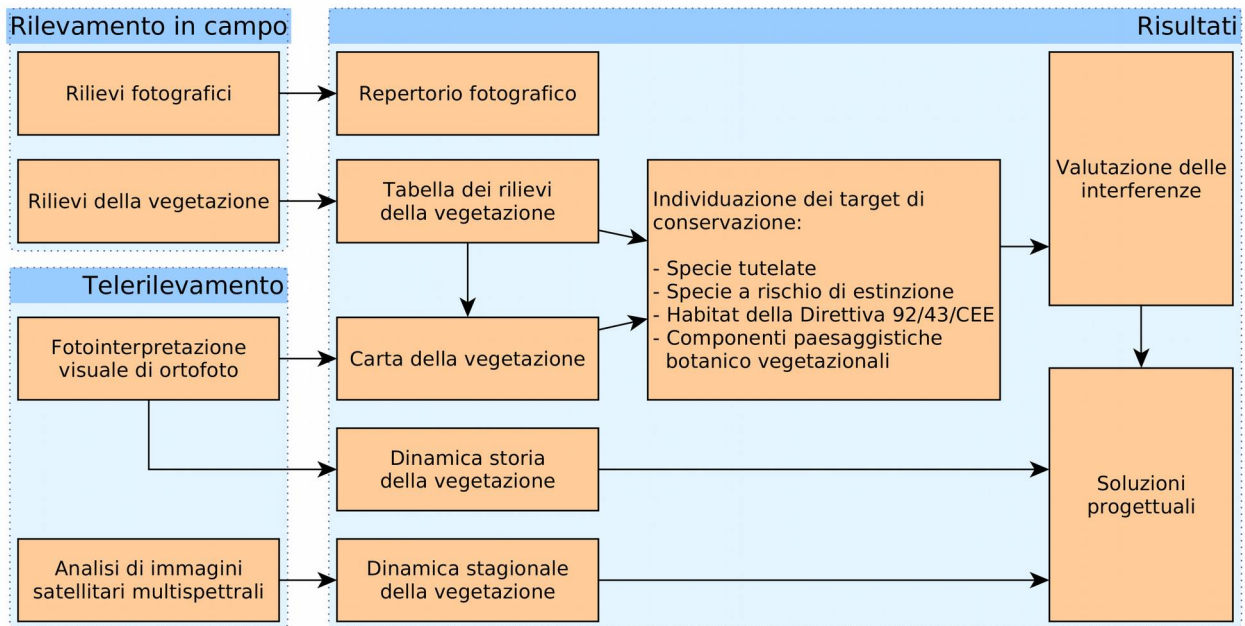 Rilevamento in campo
Rilievi fotografici
Rilievi della vegetazione
Telerilevamento
Fotointerpretazione
visuale di ortofoto
Analisi di immagini
satellitari multispettrali
Risultati
Repertorio fotografico
Tabella dei rilievi
della vegetazione
Carta della vegetazione
Dinamica storia
della vegetazione
Dinamica stagionale
della vegetazione
Individuazione dei target di
conservazione:
- Specie tutelate
- Specie a rischio di estinzione
- Habitat della Direttiva 92/43/CEE
- Componenti paesaggistiche
botanico vegetazionali
Valutazione delle
interferenze
Soluzioni
progettuali